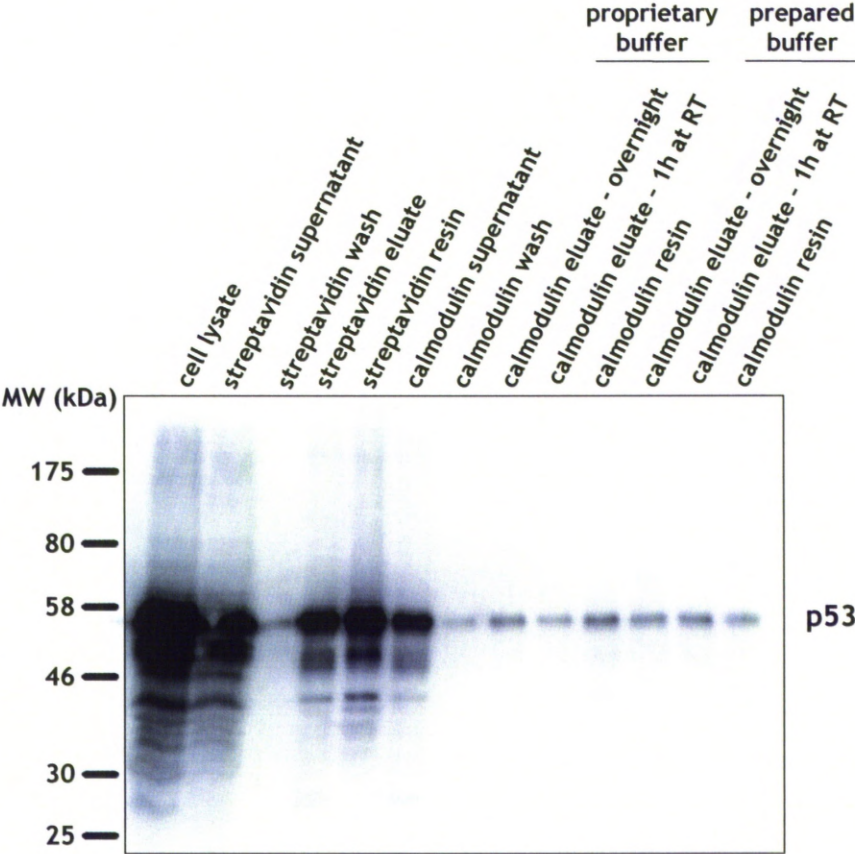 proprietary
buffer
prepared
buffer
cell lysate
streptavidin supernatant
streptavidin wash
streptavidin eluate
streptavidin resin
calmodulin supernatant
calmodulin wash
calmodulin eluate - overnight
calmodulin eluate - 1h at RT
calmodulin resin
calmodulin eluate - overnight
calmodulin eluate - 1h at RT
calmodulin resin
MW (kDa)
175
80
58
46
30
25
p53